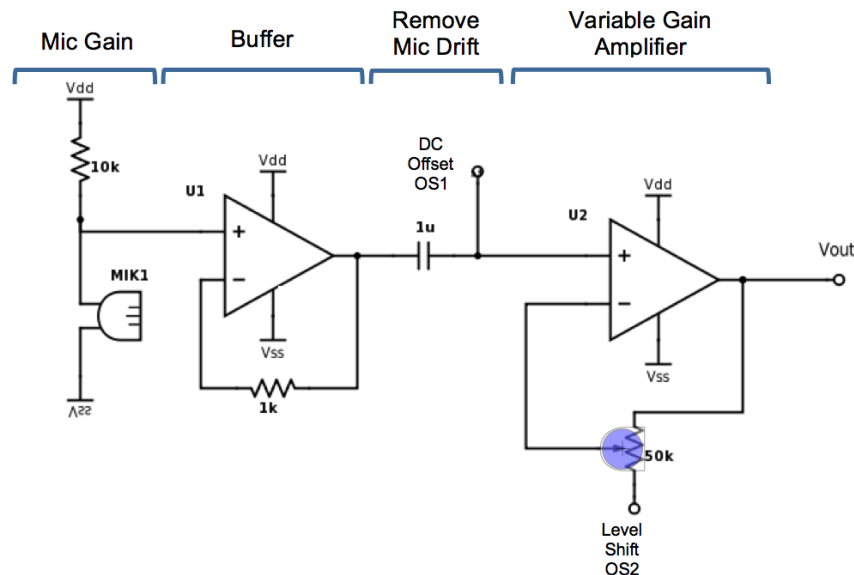 Mic Gain
Buffer
Remove
Mic Drift
Variable Gain
Amplifier
Vdd
10k
MIK1
Vss
U1
Vdd
+
−
Vss
1k
1u
DC
Offset
OS1
U2
Vdd
+
−
Vss
Vout
50k
Level
Shift
OS2